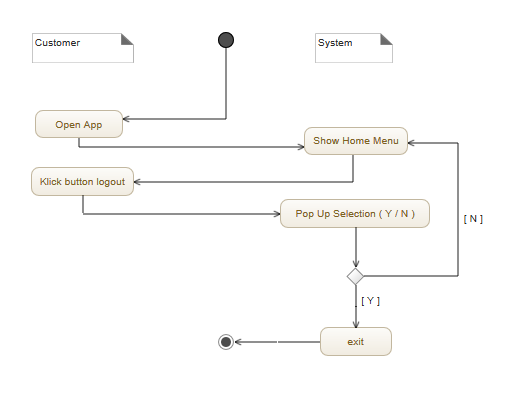 Customer
System
Open App
Show Home Menu
Klick button logout
Pop Up Selection ( Y / N )
[ N ]
[ Y ]
exit